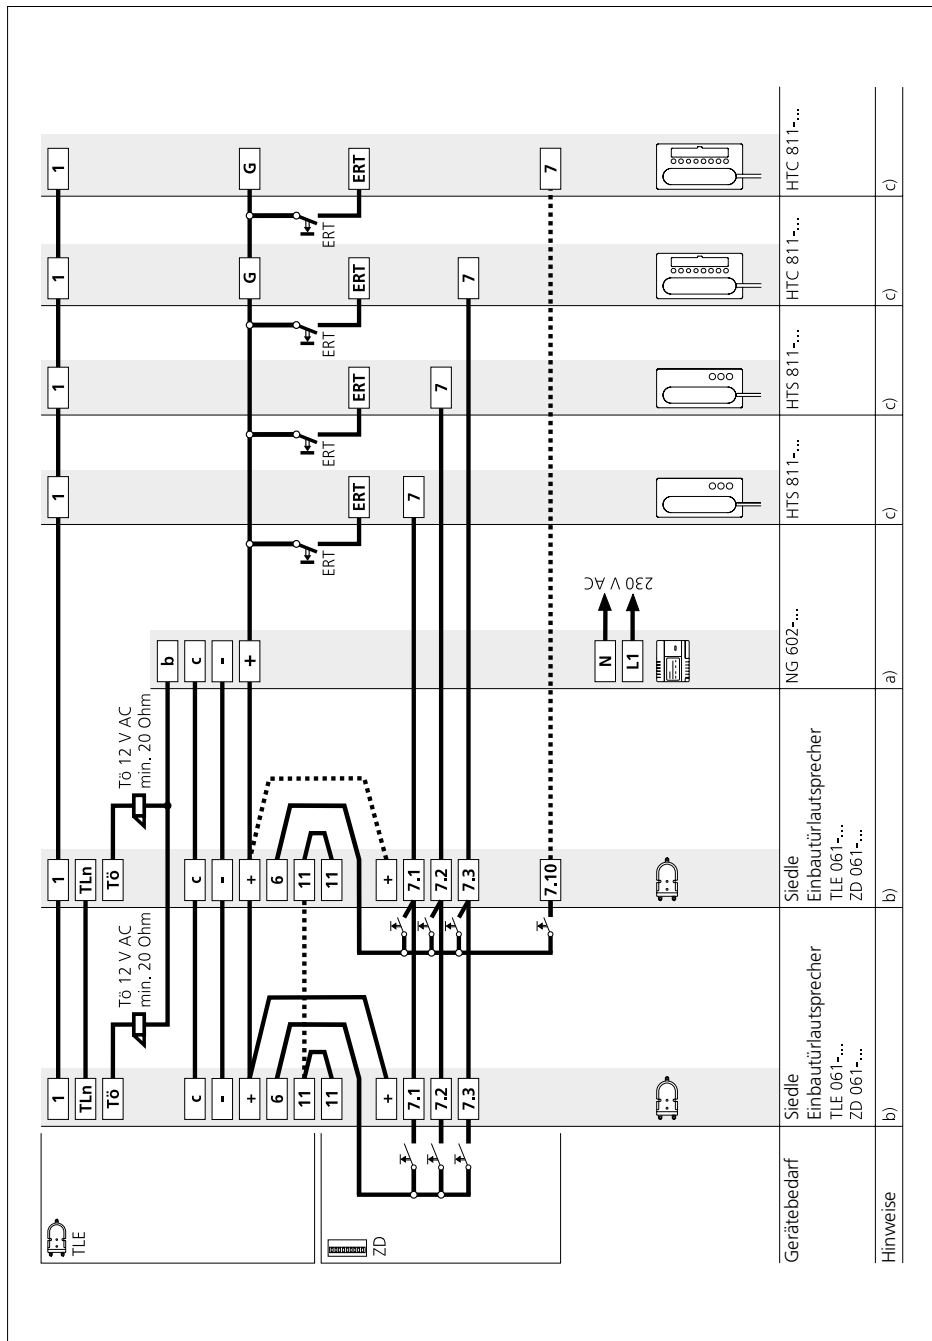 1 1 1 1 1 1
TLE
TLn TLn
Tö Tö
Tö 12 V AC
min. 20 Ohm
Tö 12 V AC
min. 20 Ohm
b
c c c
- - -
+ + + G G
6 6
11 11
11 11
ERT ERT ERT ERT
ERT ERT ERT ERT
ZD
+ +
7.1 7.1 7
7.2 7.2 7
7.3 7.3 7
7.10 7
N
L1
230 V AC
Gerätebedarf
Siedle
Einbautürlautsprecher
TLE 061-...
ZD 061-...
Siedle
Einbautürlautsprecher
TLE 061-...
ZD 061-...
NG 602-...
HTS 811-...
HTS 811-...
HTC 811-...
HTC 811-...
Hinweise
b)
b)
a)
c)
c)
c)
c)